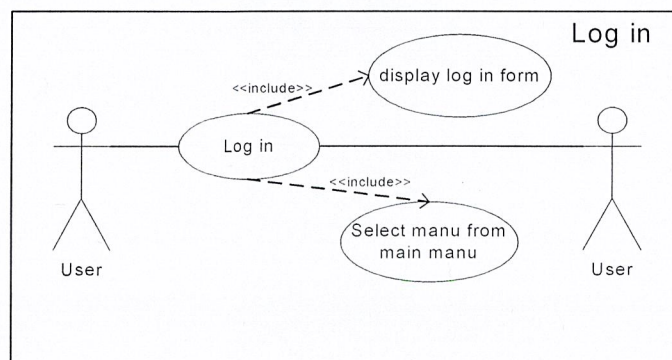 Log in
display log in form
<<include>>
Log in
<<include>>
Select manu from
main manu
User
User